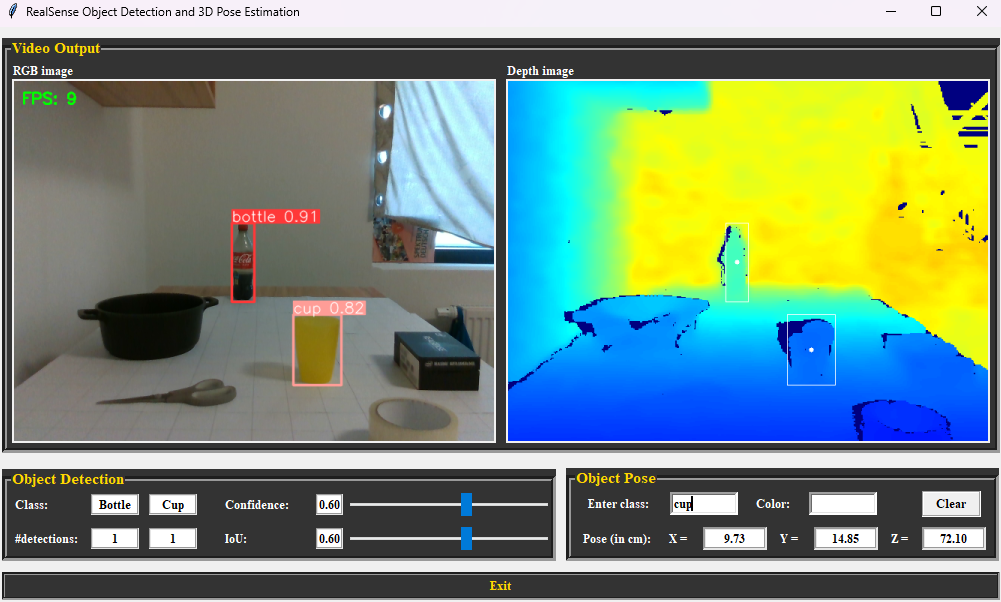 RealSense Object Detection and 3D Pose Estimation
Video Output
RGB image
Depth image
FPS: 9
bottle 0.91
Coca-Cola
cup 0.82
Object Detection
Class: Bottle Cup Confidence: 0.60
#detections: 1 1 IoU: 0.60
Object Pose
Enter class: cup Color: Clear
Pose (in cm): X = 9.73 Y = 14.85 Z = 72.10
Exit